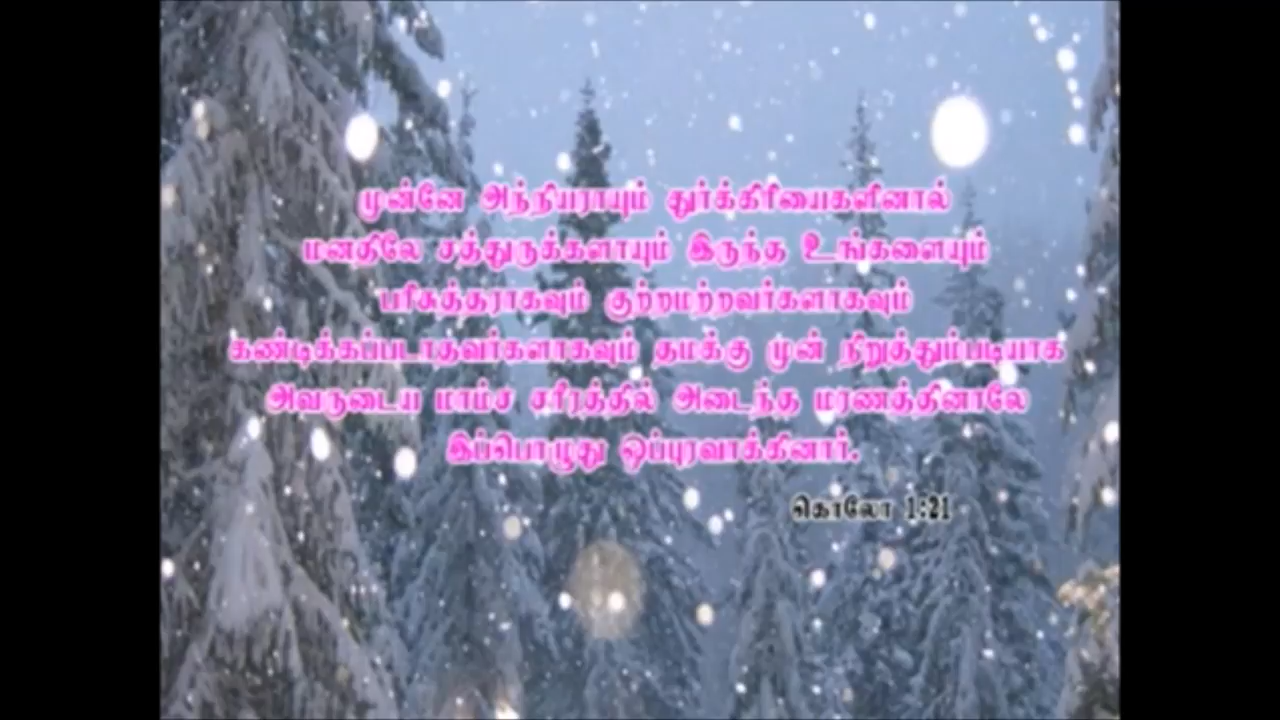 முன்னே அந்நியராயும் துர்க்கிரியைகளினால்
மனதிலே சத்துருக்களாயும் இருந்த உங்களையும்
பரிசுத்தராகவும் குற்றமற்றவர்களாகவும்
கண்டிக்கப்படாதவர்களாகவும் தமக்கு முன் நிறுத்தும்படியாக
அவருடைய மாம்ச சரீரத்தில் அடைந்த மரணத்தினாலே
இப்பொழுது ஒப்புரவாக்கினார்.
கொலோ 1:21